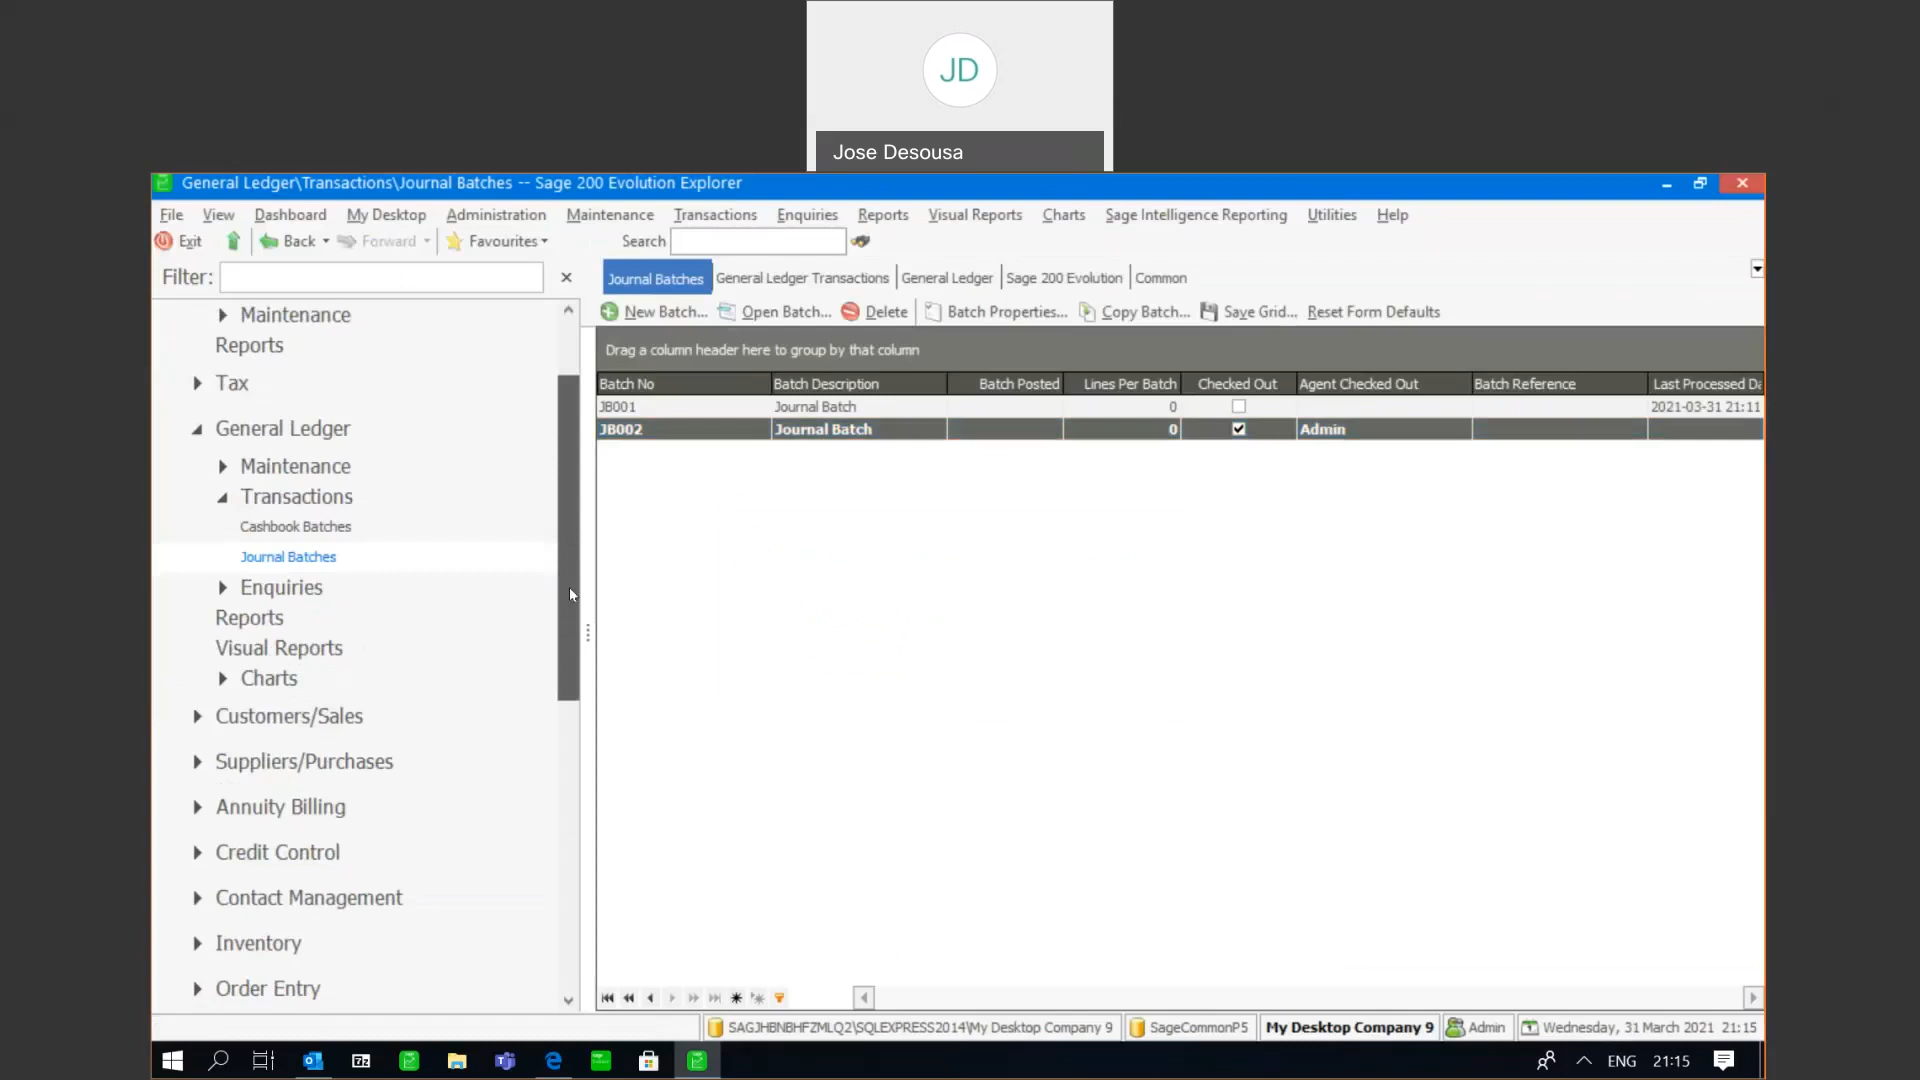 JD
Jose Desousa
General Ledger\Transactions\Journal Batches -- Sage 200 Evolution Explorer
File View Dashboard My Desktop Administration Maintenance Transactions Enquiries Reports Visual Reports Charts Sage Intelligence Reporting Utilities Help
Exit Back Forward Favourites Search
Filter:
Journal Batches General Ledger Transactions General Ledger Sage 200 Evolution Common
New Batch... Open Batch... Delete Batch Properties... Copy Batch... Save Grid... Reset Form Defaults
Drag a column header here to group by that column
Batch No Batch Description Batch Posted Lines Per Batch Checked Out Agent Checked Out Batch Reference Last Processed Da
JB001 Journal Batch 0 2021-03-31 21:11
JB002 Journal Batch 0 Admin
Maintenance
Reports
Tax
General Ledger
Maintenance
Transactions
Cashbook Batches
Journal Batches
Enquiries
Reports
Visual Reports
Charts
Customers/Sales
Suppliers/Purchases
Annuity Billing
Credit Control
Contact Management
Inventory
Order Entry
SAGJHBNBHFZMLQ2\SQLEXPRESS2014\My Desktop Company 9 SageCommonP5 My Desktop Company 9 Admin Wednesday, 31 March 2021 21:15
7z ENG 21:15